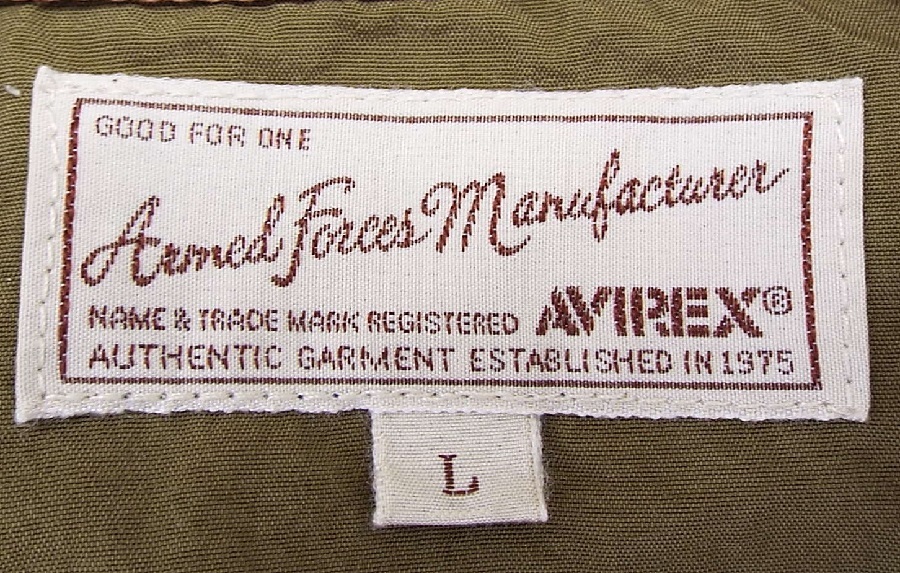 GOOD FOR ONE
Armed Forces Manufacturer
NAME & TRADE MARK REGISTERED AVIREX®
AUTHENTIC GARMENT ESTABLISHED IN 1975
L